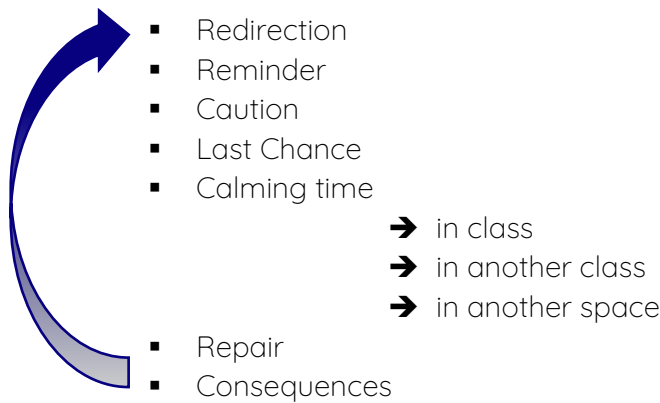 ▪ Redirection
▪ Reminder
▪ Caution
▪ Last Chance
▪ Calming time
➔ in class
➔ in another class
➔ in another space
▪ Repair
▪ Consequences